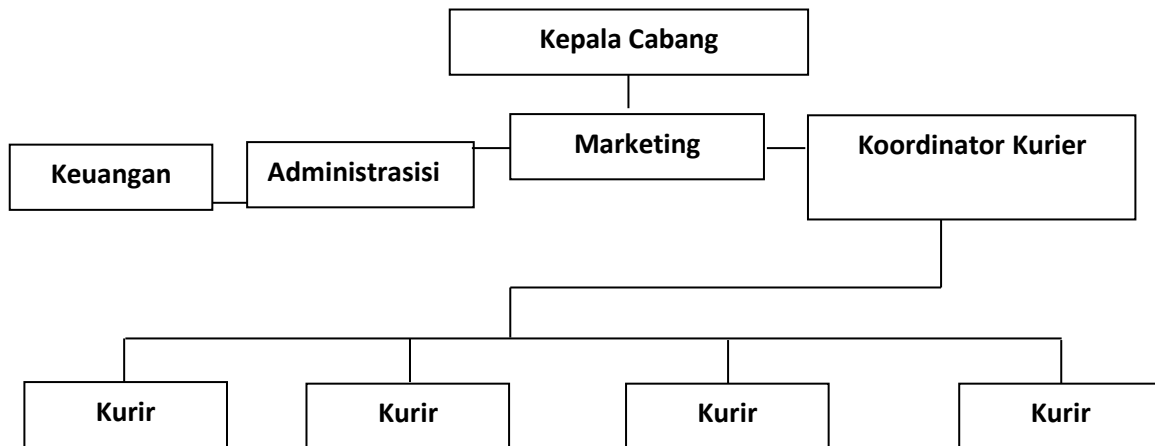 Kepala Cabang
Marketing
Koordinator Kurier
Administrasisi
Keuangan
Kurir
Kurir
Kurir
Kurir